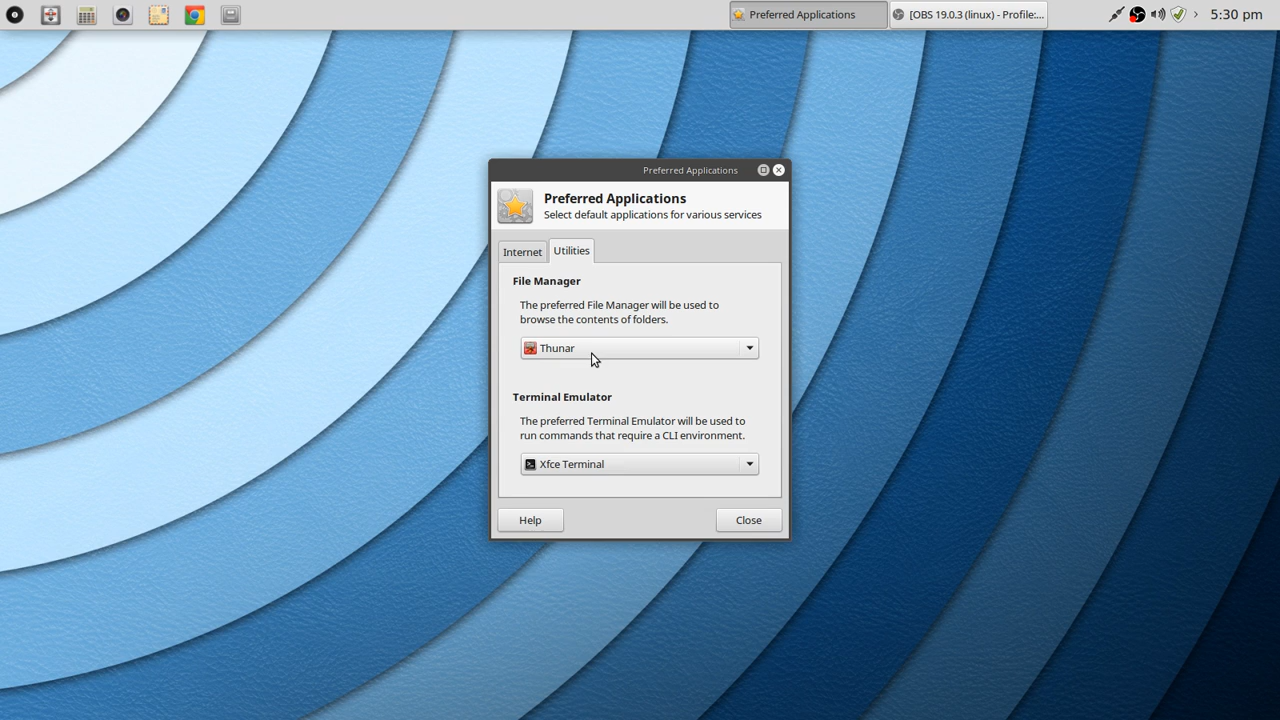 Preferred Applications
[OBS 19.0.3 (linux) - Profile:...
5:30 pm
Preferred Applications
Preferred Applications
Select default applications for various services
Internet
Utilities
File Manager
The preferred File Manager will be used to
browse the contents of folders.
Thunar
Terminal Emulator
The preferred Terminal Emulator will be used to
run commands that require a CLI environment.
Xfce Terminal
Help
Close